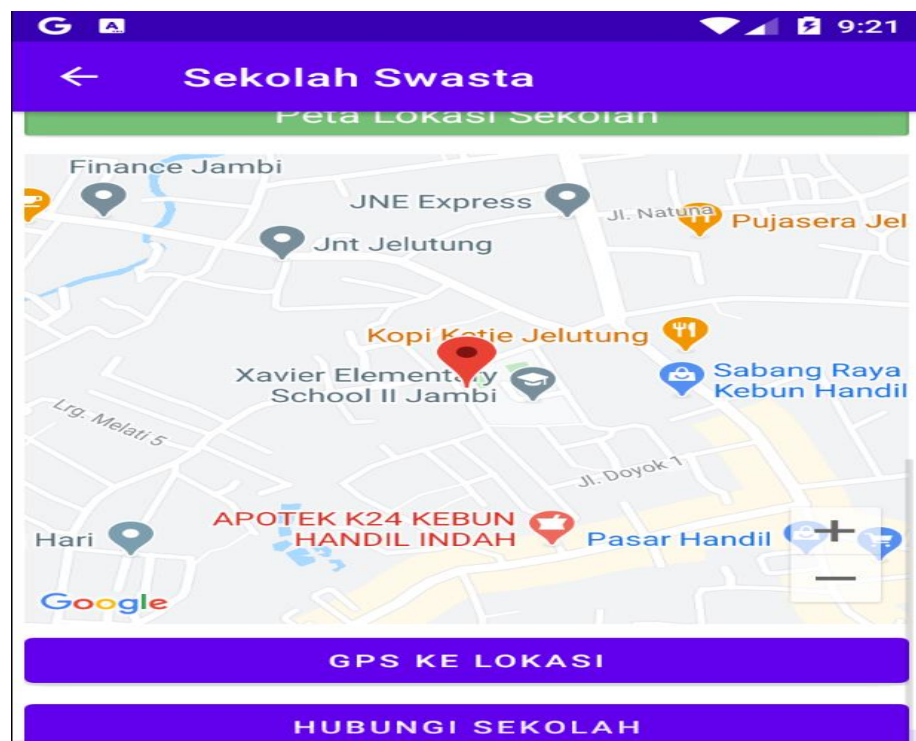 9:21
Sekolah Swasta
Peta Lokasi Sekolah
Finance Jambi
JNE Express
Jl. Natuna
Pujasera Jel
Jnt Jelutung
Kopi Ketie Jelutung
Xavier Elementary
School II Jambi
Sabang Raya
Kebun Handil
Lrg. Melati 5
Jl. Doyok 1
APOTEK K24 KEBUN
HANDIL INDAH
Hari
Pasar Handil
Google
GPS KE LOKASI
HUBUNGI SEKOLAH